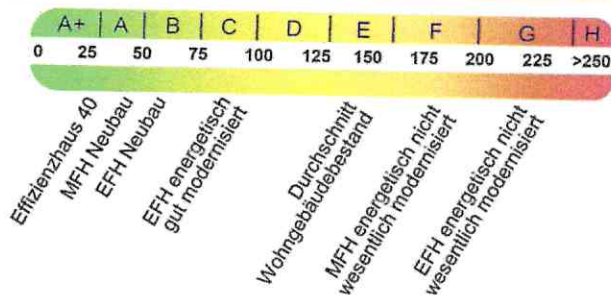 A+ A B C D E F G H
0 25 50 75 100 125 150 175 200 225 >250
Effizienzhaus 40
MFH Neubau
EFH Neubau
EFH energetisch
gut modernisiert
Durchschnitt
Wohngebäudebestand
MFH energetisch nicht
wesentlich modernisiert
EFH energetisch nicht
wesentlich modernisiert